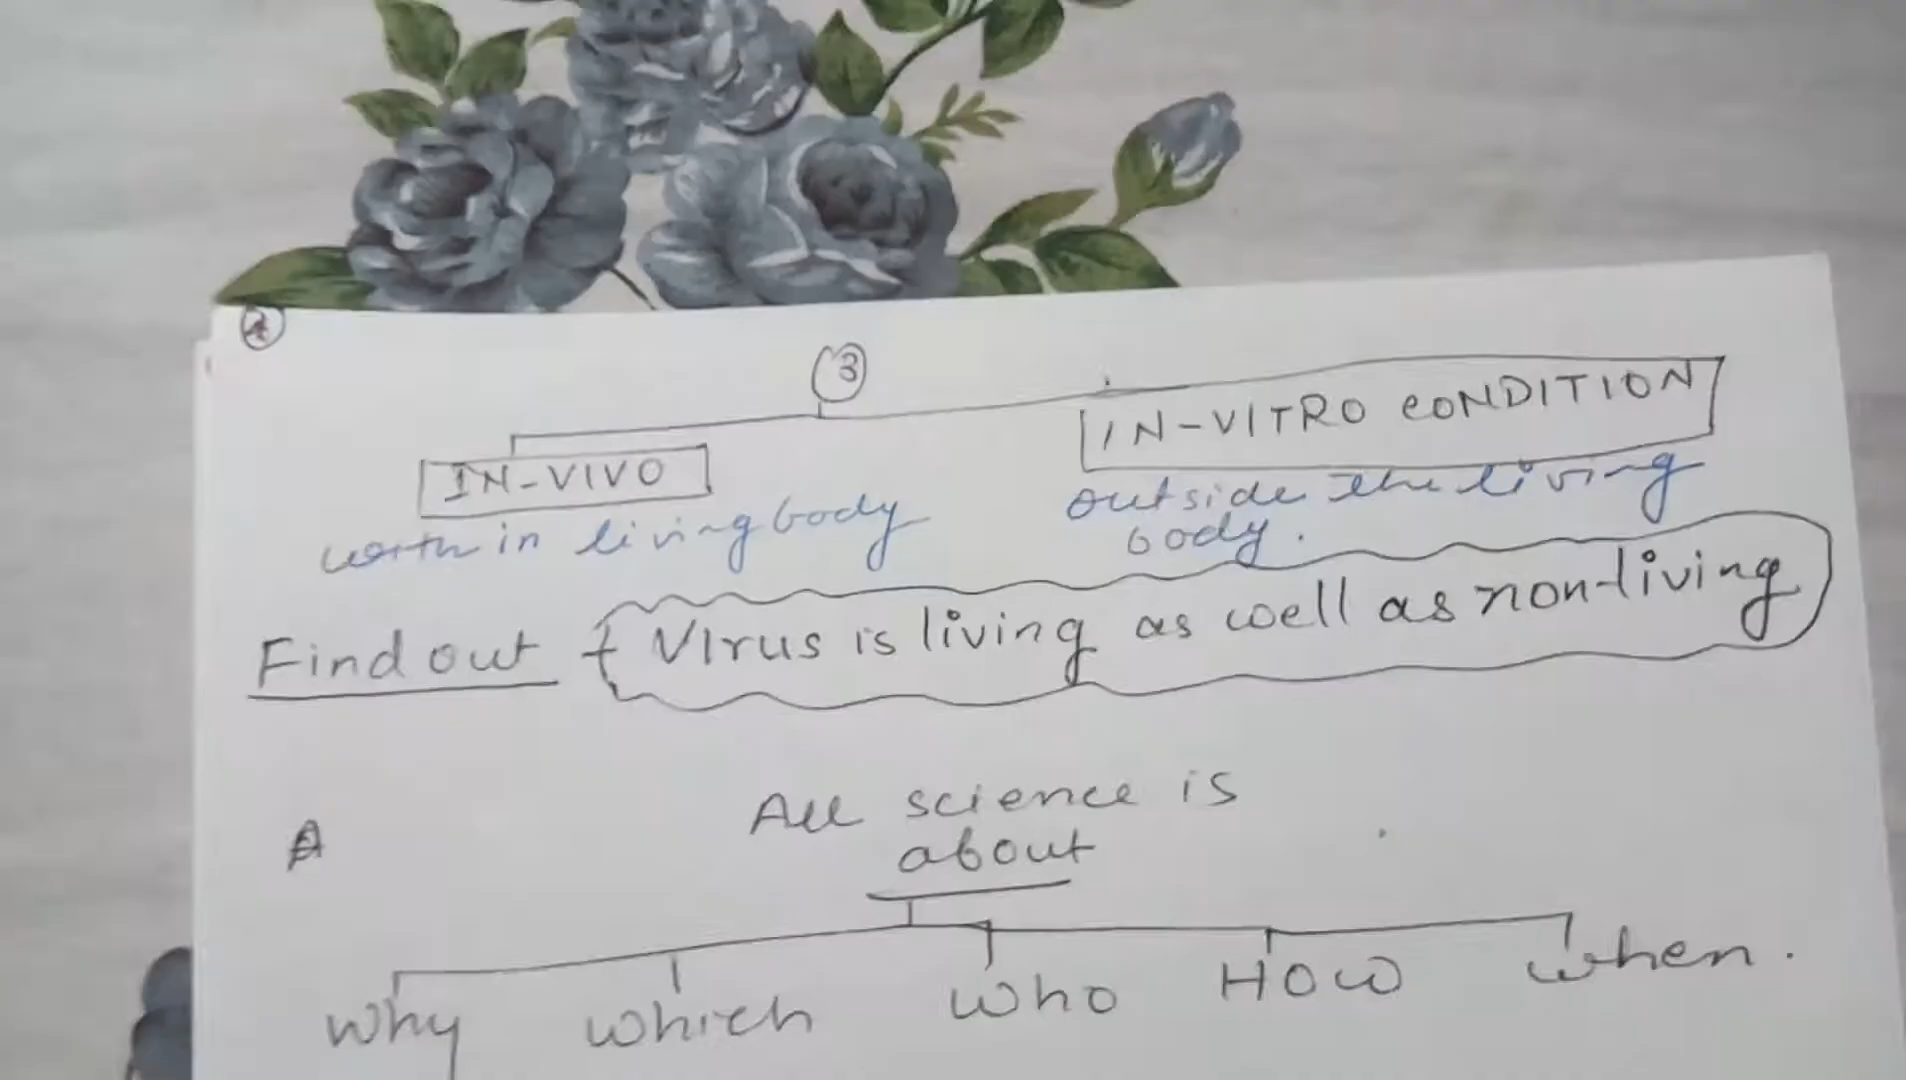 3
IN-VIVO
IN-VITRO CONDITION
in living body
outside the living
body.
Find out
Virus is living as well as non-living
A
All science is
about
why which who How when.